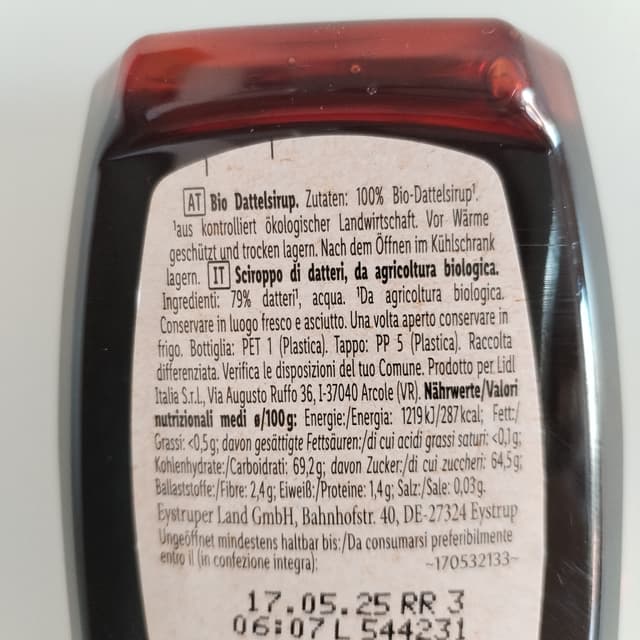 AT Bio Dattelsirup. Zutaten: 100% Bio-Dattelsirup¹.
¹aus kontrolliert ökologischer Landwirtschaft. Vor Wärme
geschützt und trocken lagern. Nach dem Öffnen im Kühlschrank
lagern. IT Sciroppo di datteri, da agricoltura biologica.
Ingredienti: 79% datteri¹, acqua. ¹Da agricoltura biologica.
Conservare in luogo fresco e asciutto. Una volta aperto conservare in
frigo. Bottiglia: PET 1 (Plastica). Tappo: PP 5 (Plastica). Raccolta
differenziata. Verifica le disposizioni del tuo Comune. Prodotto per Lidl
Italia S.r.l., Via Augusto Ruffo 36, I-37040 Arcole (VR). Nährwerte/Valori
nutrizionali medi ø/100g: Energie:/Energia: 1219kJ/287kcal; Fett:/
Grassi: <0,5g; davon gesättigte Fettsäuren:/di cui acidi grassi saturi: <0,1g;
Kohlenhydrate:/Carboidrati: 69,2g; davon Zucker:/di cui zuccheri: 64,5g;
Ballaststoffe:/Fibre: 2,4g; Eiweiß:/Proteine: 1,4g; Salz:/Sale: 0,03g.
Eystruper Land GmbH, Bahnhofstr. 40, DE-27324 Eystrup
Ungeöffnet mindestens haltbar bis:/Da consumarsi preferibilmente
entro il (in confezione integra): ~170532133~
17.05.25 RR 3
06:07 L 544231